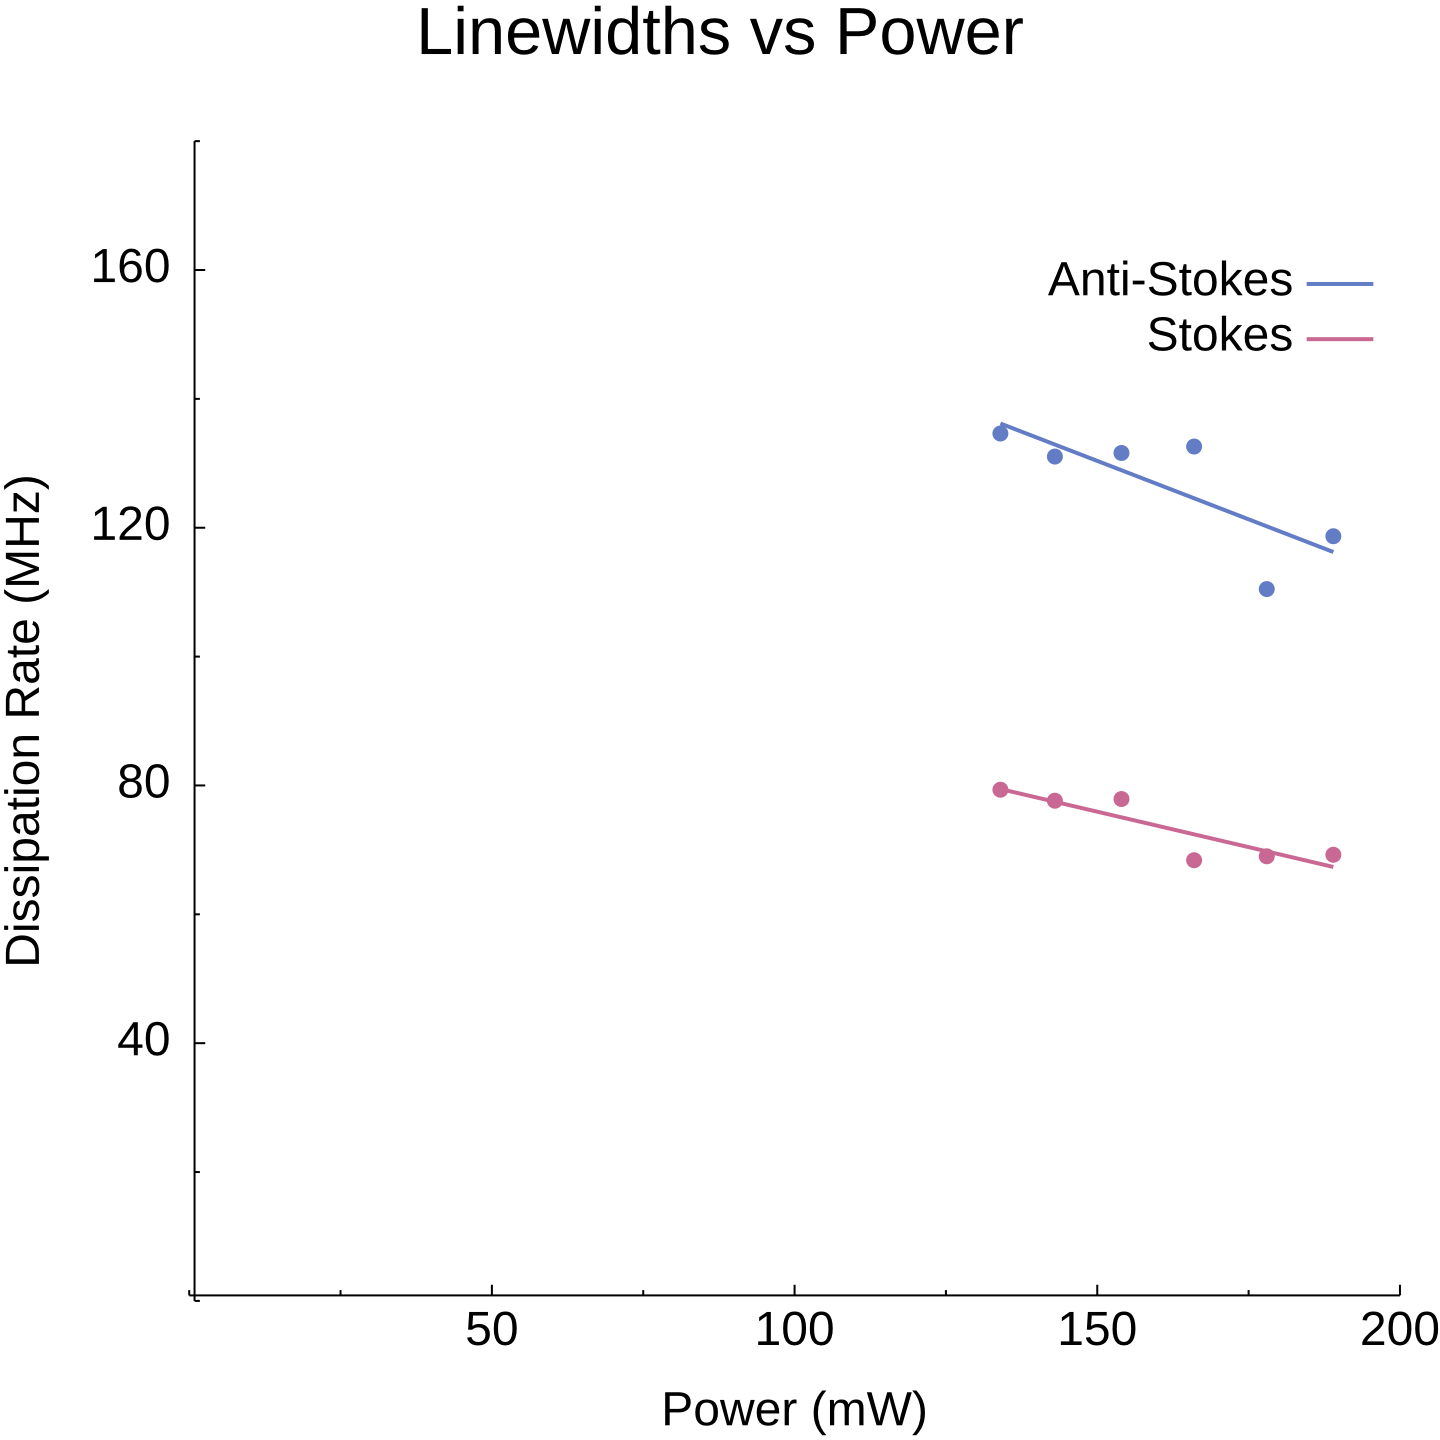 Linewidths vs Power
160
120
80
40
Dissipation Rate (MHz)
Anti-Stokes
Stokes
50 100 150 200
Power (mW)